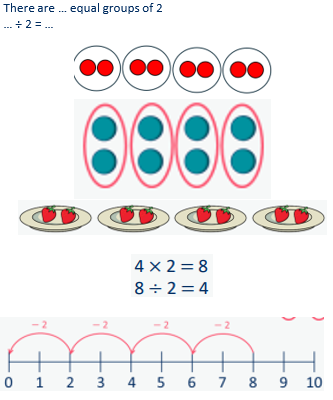 There are ... equal groups of 2
... ÷ 2 = ...
4 × 2 = 8
8 ÷ 2 = 4
− 2 − 2 − 2 − 2
0 1 2 3 4 5 6 7 8 9 10